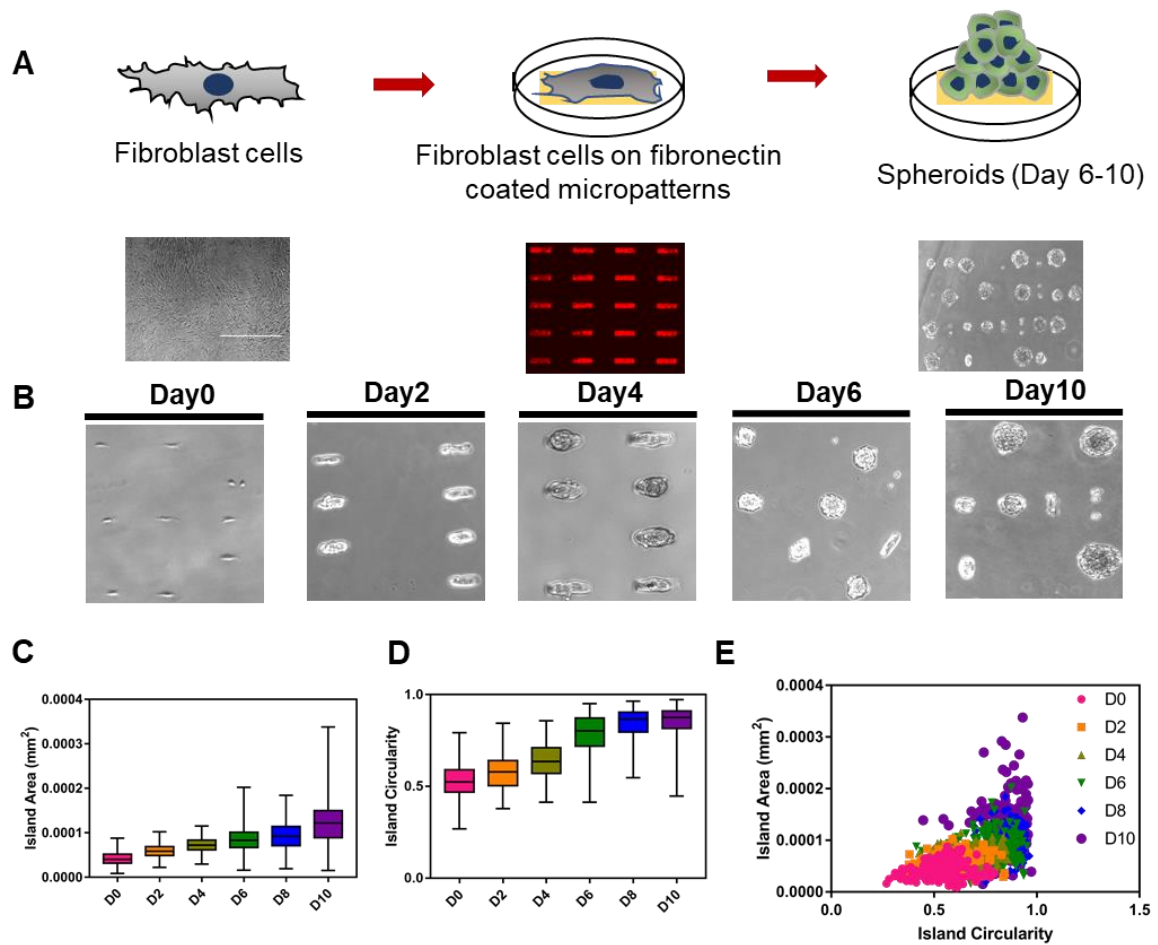 A
Fibroblast cells
Fibroblast cells on fibronectin
coated micropatterns
Spheroids (Day 6-10)
B
Day0
Day2
Day4
Day6
Day10
C
Island Area (mm²)
0.0004
0.0003
0.0002
0.0001
0.0000
D0
D2
D4
D6
D8
D10
D
Island Circularity
1.0
0.5
0.0
D0
D2
D4
D6
D8
D10
E
Island Area (mm²)
0.0004
0.0003
0.0002
0.0001
0.0000
0.0
0.5
1.0
1.5
Island Circularity
D0
D2
D4
D6
D8
D10